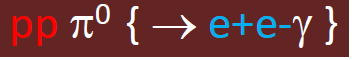 pp π⁰ { → e+e-γ }